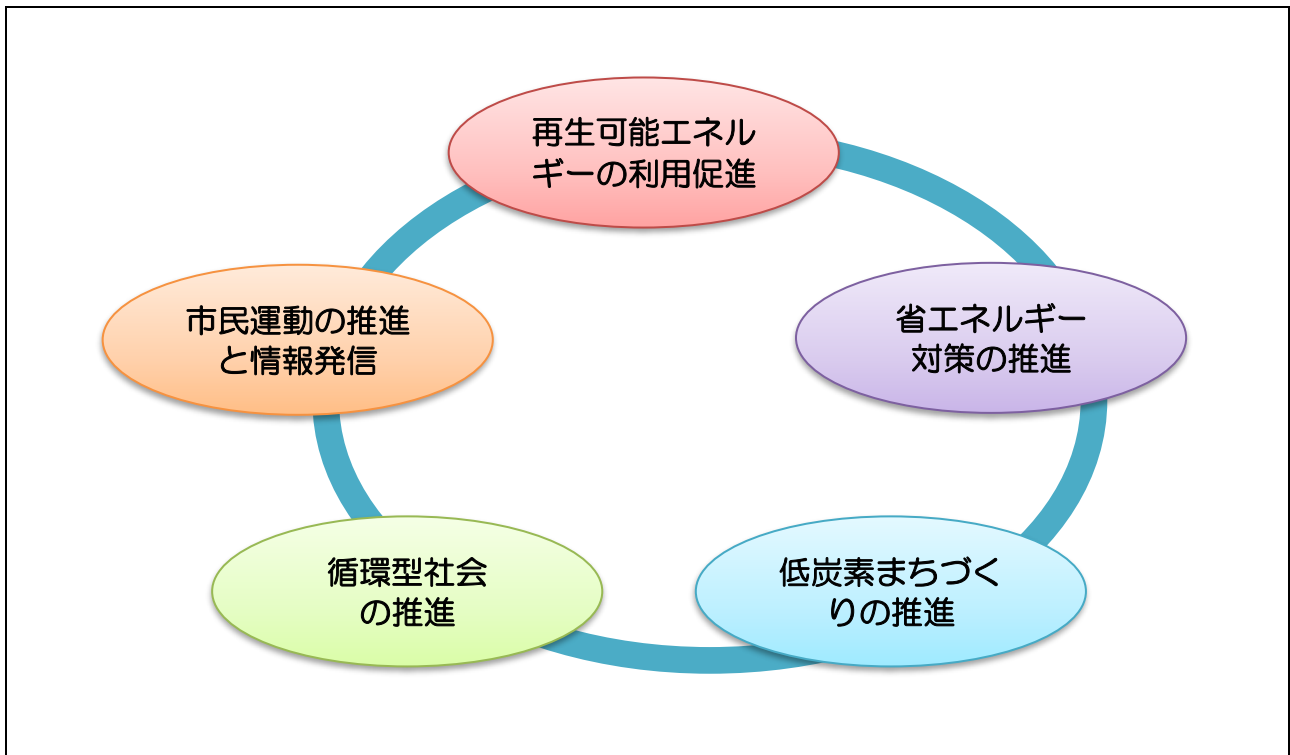 再生可能エネル
ギーの利用促進
省エネルギー
対策の推進
低炭素まちづく
りの推進
循環型社会
の推進
市民運動の推進
と情報発信